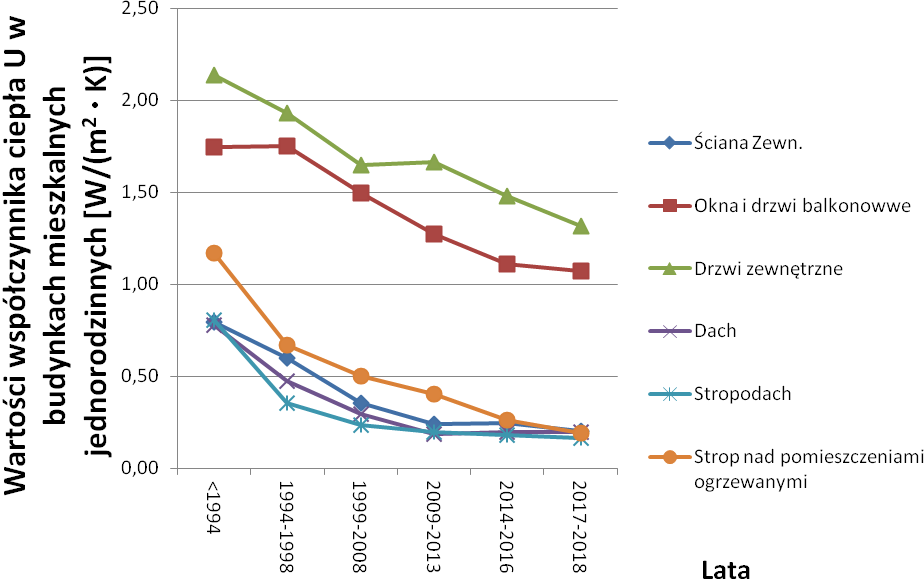 Wartości współczynnika ciepła U w
budynkach mieszkalnych
jednorodzinnych [W/(m² · K)]
2,50
2,00
1,50
1,00
0,50
0,00
<1994
1994-1998
1999-2008
2009-2013
2014-2016
2017-2018
Lata
Ściana Zewn.
Okna i drzwi balkonowwe
Drzwi zewnętrzne
Dach
Stropodach
Strop nad pomieszczeniami
ogrzewanymi